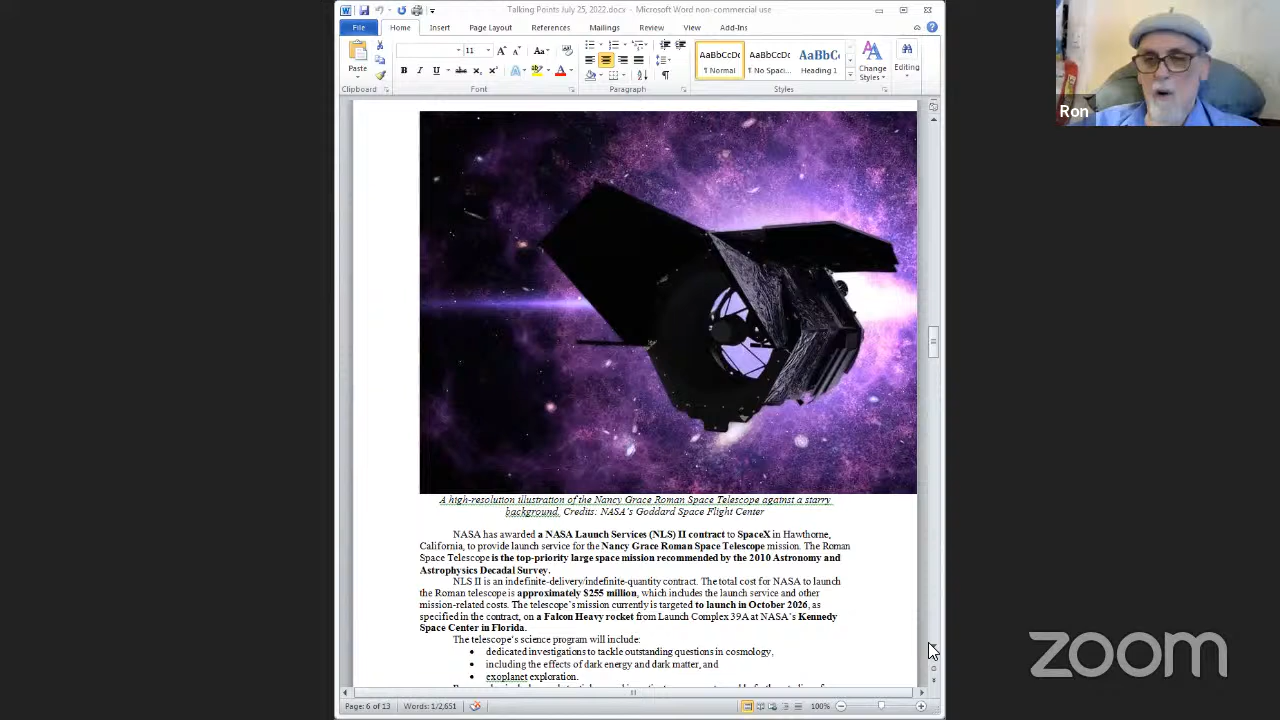 Talking Points July 25, 2022.docx - Microsoft Word non-commercial use
File Home Insert Page Layout References Mailings Review View Add-Ins
11
AaBbCcDc AaBbCcDc AaBbC
Paste
¶ Normal ¶ No Spaci... Heading 1
Change Styles
Editing
Clipboard Font Paragraph Styles
Ron
A high-resolution illustration of the Nancy Grace Roman Space Telescope against a starry
background. Credits: NASA's Goddard Space Flight Center
NASA has awarded a NASA Launch Services (NLS) II contract to SpaceX in Hawthorne,
California, to provide launch service for the Nancy Grace Roman Space Telescope mission. The Roman
Space Telescope is the top-priority large space mission recommended by the 2010 Astronomy and
Astrophysics Decadal Survey.
NLS II is an indefinite-delivery/indefinite-quantity contract. The total cost for NASA to launch
the Roman telescope is approximately $255 million, which includes the launch service and other
mission-related costs. The telescope's mission currently is targeted to launch in October 2026, as
specified in the contract, on a Falcon Heavy rocket from Launch Complex 39A at NASA's Kennedy
Space Center in Florida.
The telescope's science program will include:
• dedicated investigations to tackle outstanding questions in cosmology,
• including the effects of dark energy and dark matter, and
• exoplanet exploration.
Page: 6 of 13 Words: 1/2,651 100%
zoom